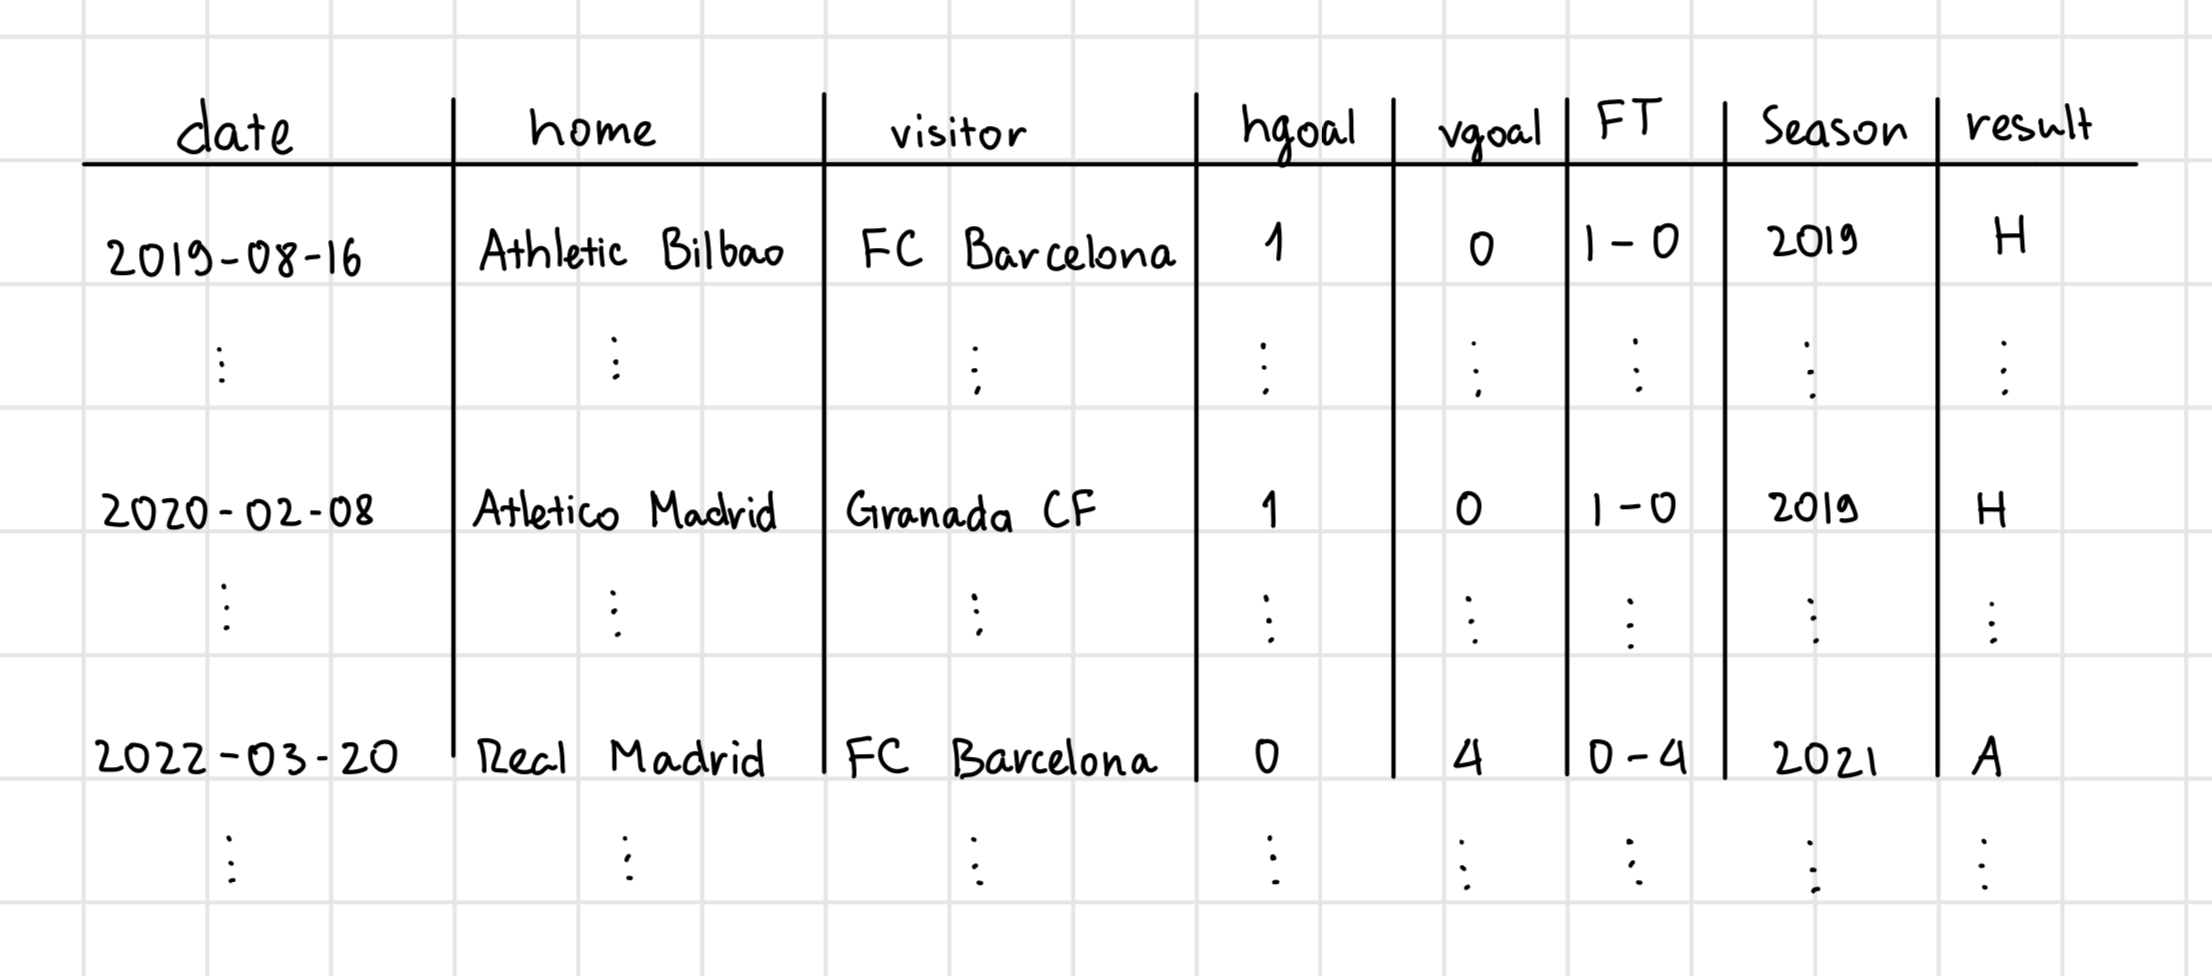 date home visitor hgoal vgoal FT Season result
2019-08-16 Athletic Bilbao FC Barcelona 1 0 1-0 2019 H
⋮ ⋮ ⋮ ⋮ ⋮ ⋮ ⋮ ⋮
2020-02-08 Atletico Madrid Granada CF 1 0 1-0 2019 H
⋮ ⋮ ⋮ ⋮ ⋮ ⋮ ⋮ ⋮
2022-03-20 Real Madrid FC Barcelona 0 4 0-4 2021 A
⋮ ⋮ ⋮ ⋮ ⋮ ⋮ ⋮ ⋮